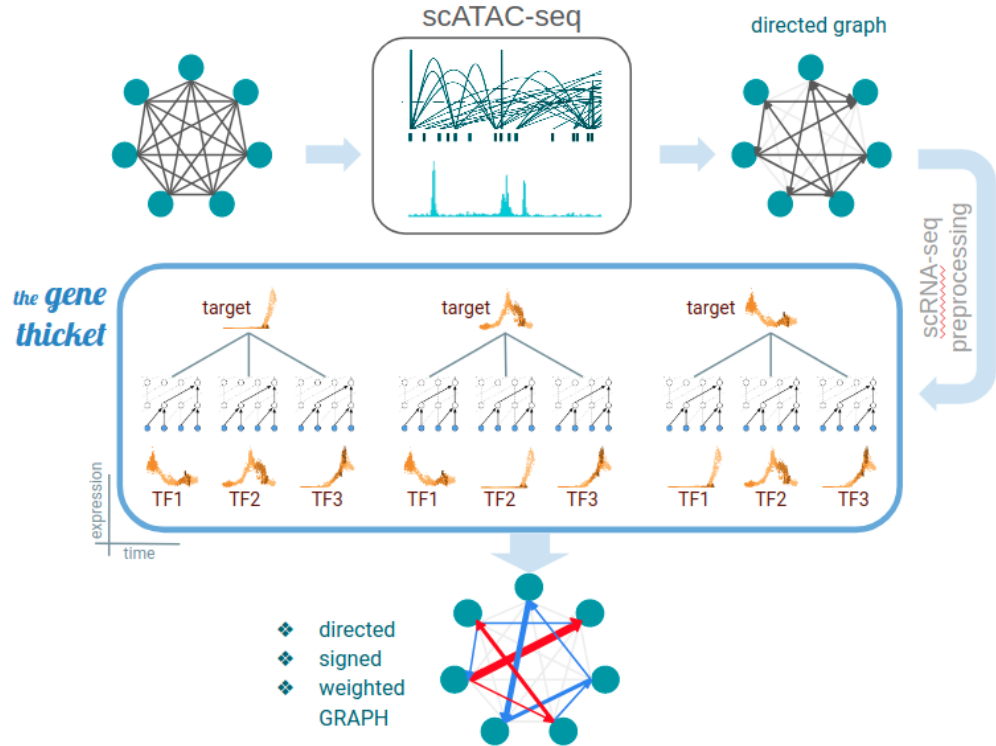 scATAC-seq
directed graph
scRNA-seq
preprocessing
the gene
thicket
target
target
target
TF1 TF2 TF3
TF1 TF2 TF3
TF1 TF2 TF3
expression
time
❖ directed
❖ signed
❖ weighted
GRAPH